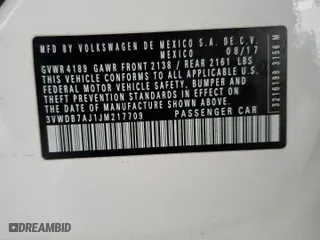 MFD BY VOLKSWAGEN DE MEXICO S.A. DE C.V.
MEXICO 08/17
GVWR 4189 GAWR FRONT 2138 / REAR 2161 LBS
THIS VEHICLE CONFORMS TO ALL APPLICABLE U.S.
FEDERAL MOTOR VEHICLE SAFETY, BUMPER, AND
THEFT PREVENTION STANDARDS IN EFFECT ON THE
DATE OF MANUFACTURE SHOWN ABOVE.
3VWDB7AJ1JM217709 PASSENGER CAR
3216199 3156 M
DREAMBID